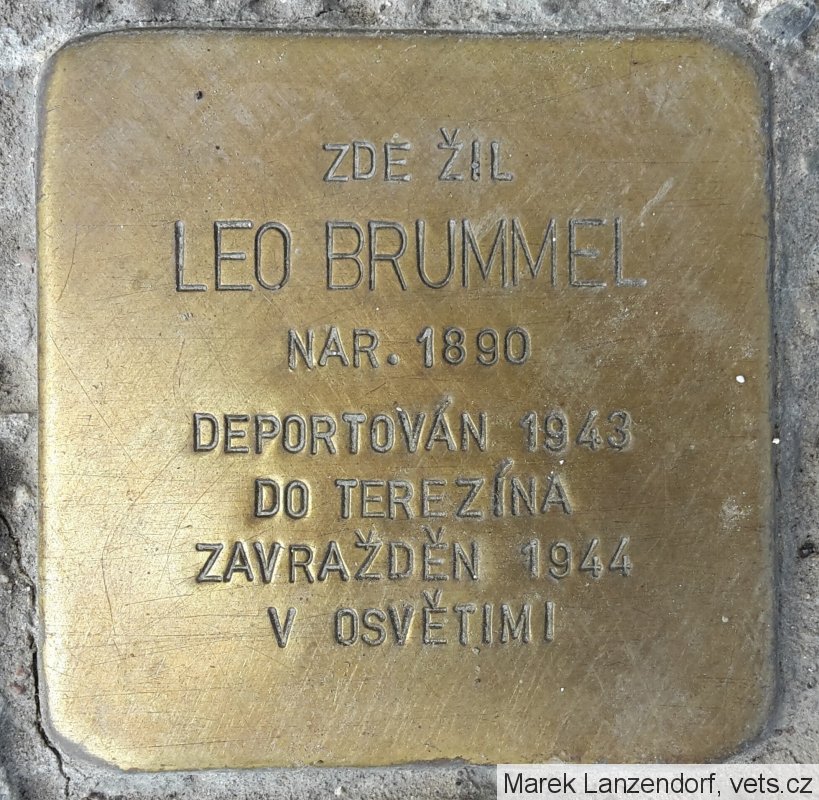 ZDE ŽIL
LEO BRUMMEL
NAR. 1890
DEPORTOVÁN 1943
DO TEREZÍNA
ZAVRAŽDĚN 1944
V OSVĚTIMI
Marek Lanzendorf, vets.cz